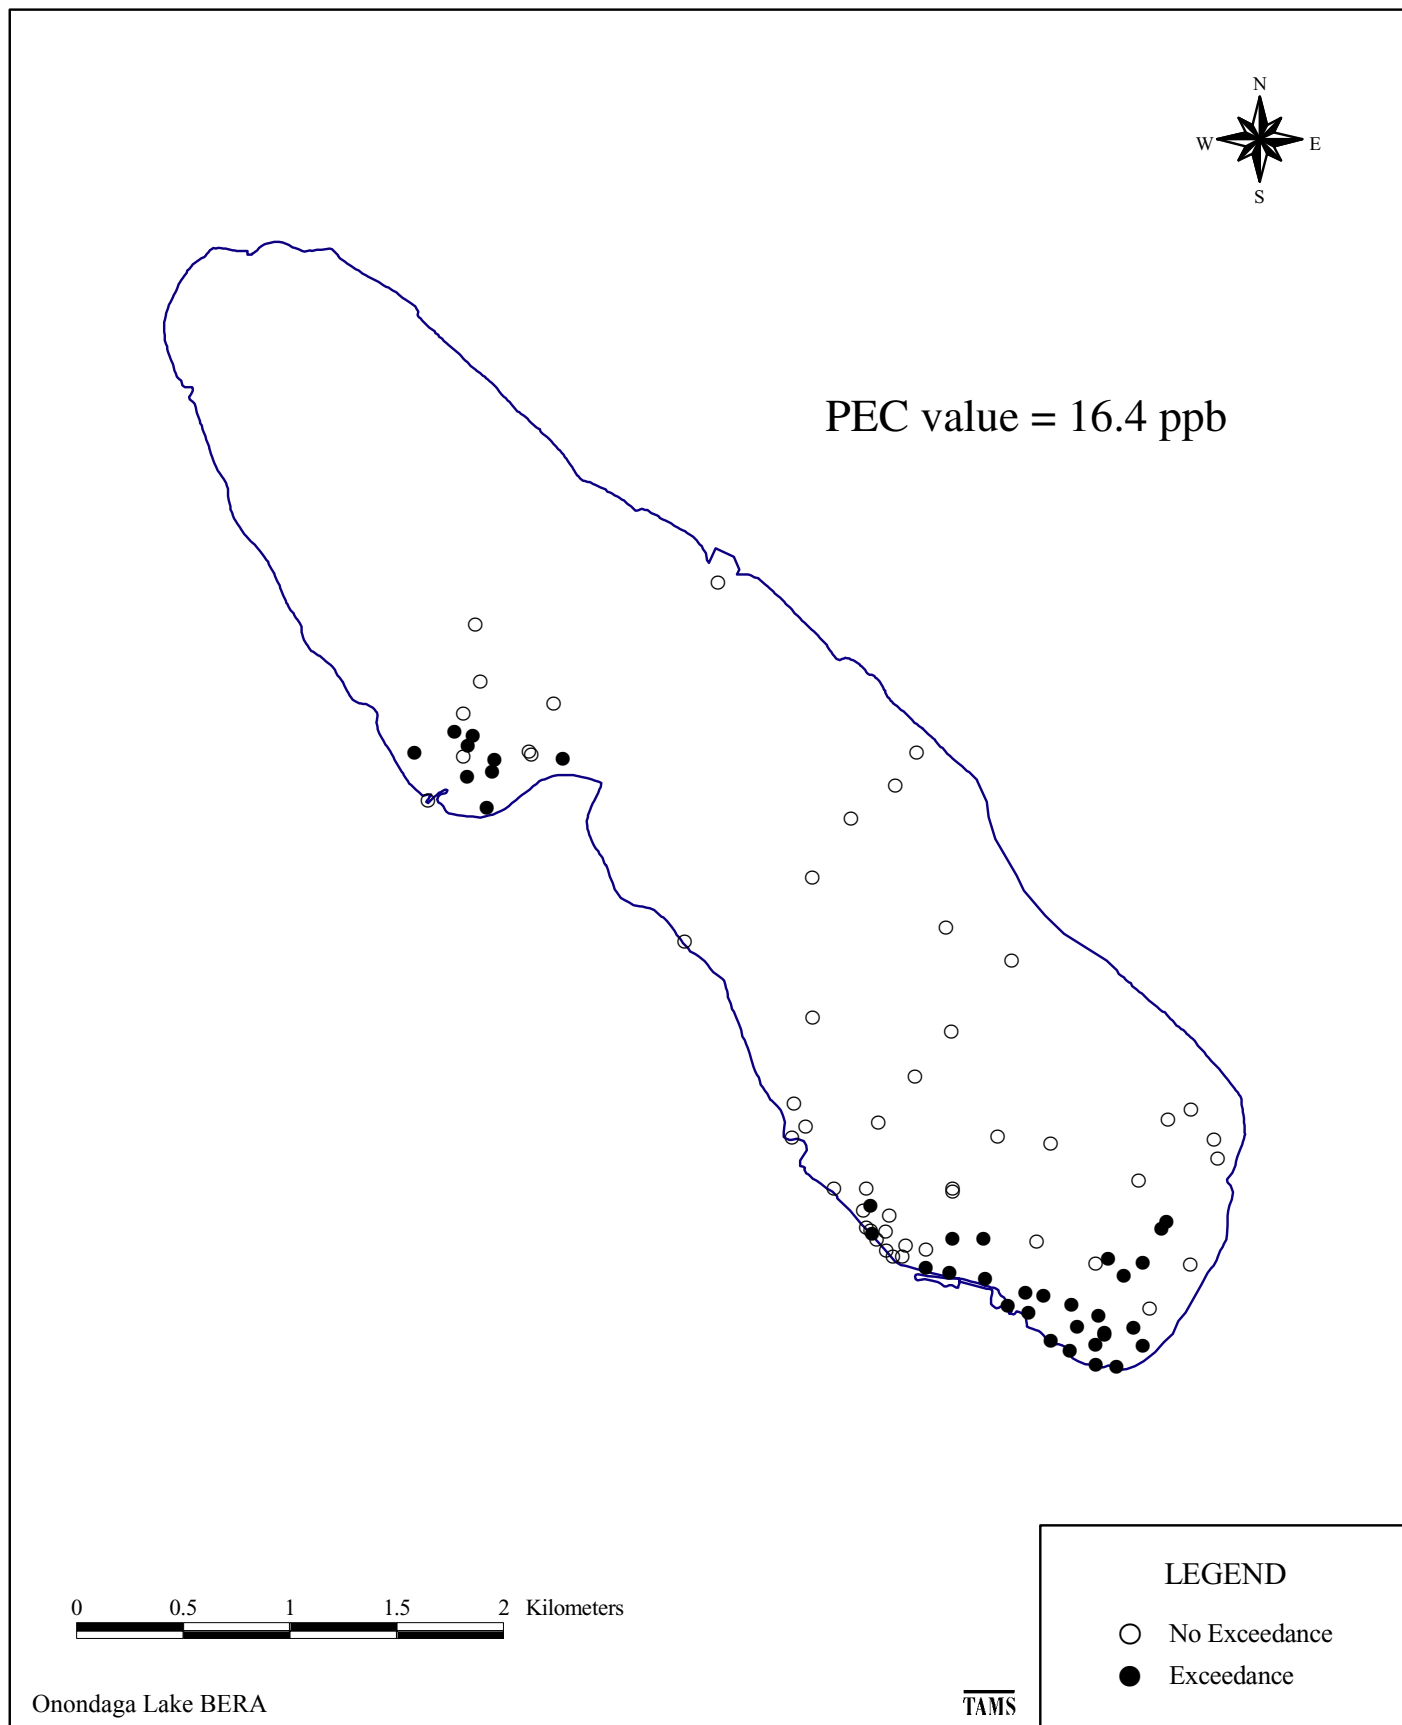 N
W E
S
PEC value = 16.4 ppb
LEGEND
No Exceedance
Exceedance
0 0.5 1 1.5 2 Kilometers
Onondaga Lake BERA
TAMS